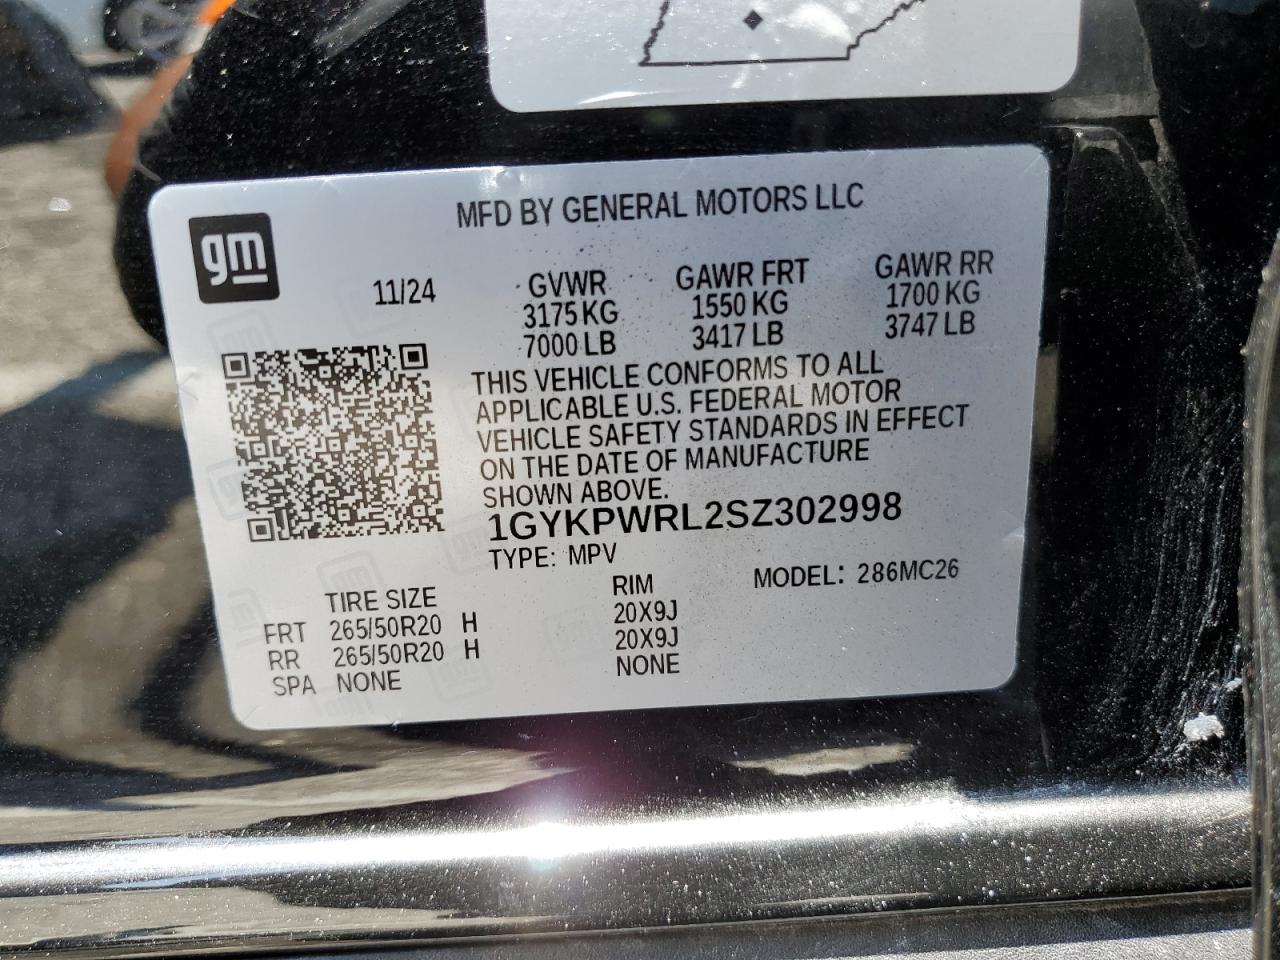 MFD BY GENERAL MOTORS LLC
gm
11/24
GVWR
3175 KG
7000 LB
GAWR FRT
1550 KG
3417 LB
GAWR RR
1700 KG
3747 LB
THIS VEHICLE CONFORMS TO ALL
APPLICABLE U.S. FEDERAL MOTOR
VEHICLE SAFETY STANDARDS IN EFFECT
ON THE DATE OF MANUFACTURE
SHOWN ABOVE.
1GYKPWRL2SZ302998
TYPE: MPV
MODEL: 286MC26
TIRE SIZE RIM
FRT 265/50R20 H 20X9J
RR 265/50R20 H 20X9J
SPA NONE NONE